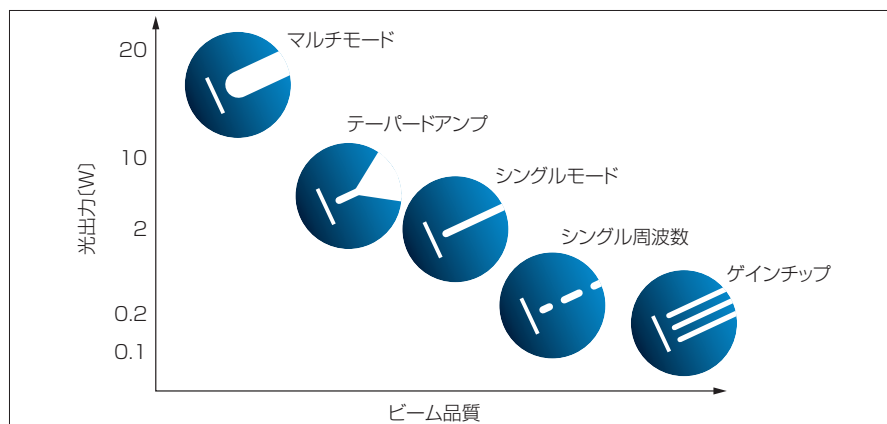 20
10
2
0.2
0.1
光出力〔W〕
マルチモード
テーパードアンプ
シングルモード
シングル周波数
ゲインチップ
ビーム品質